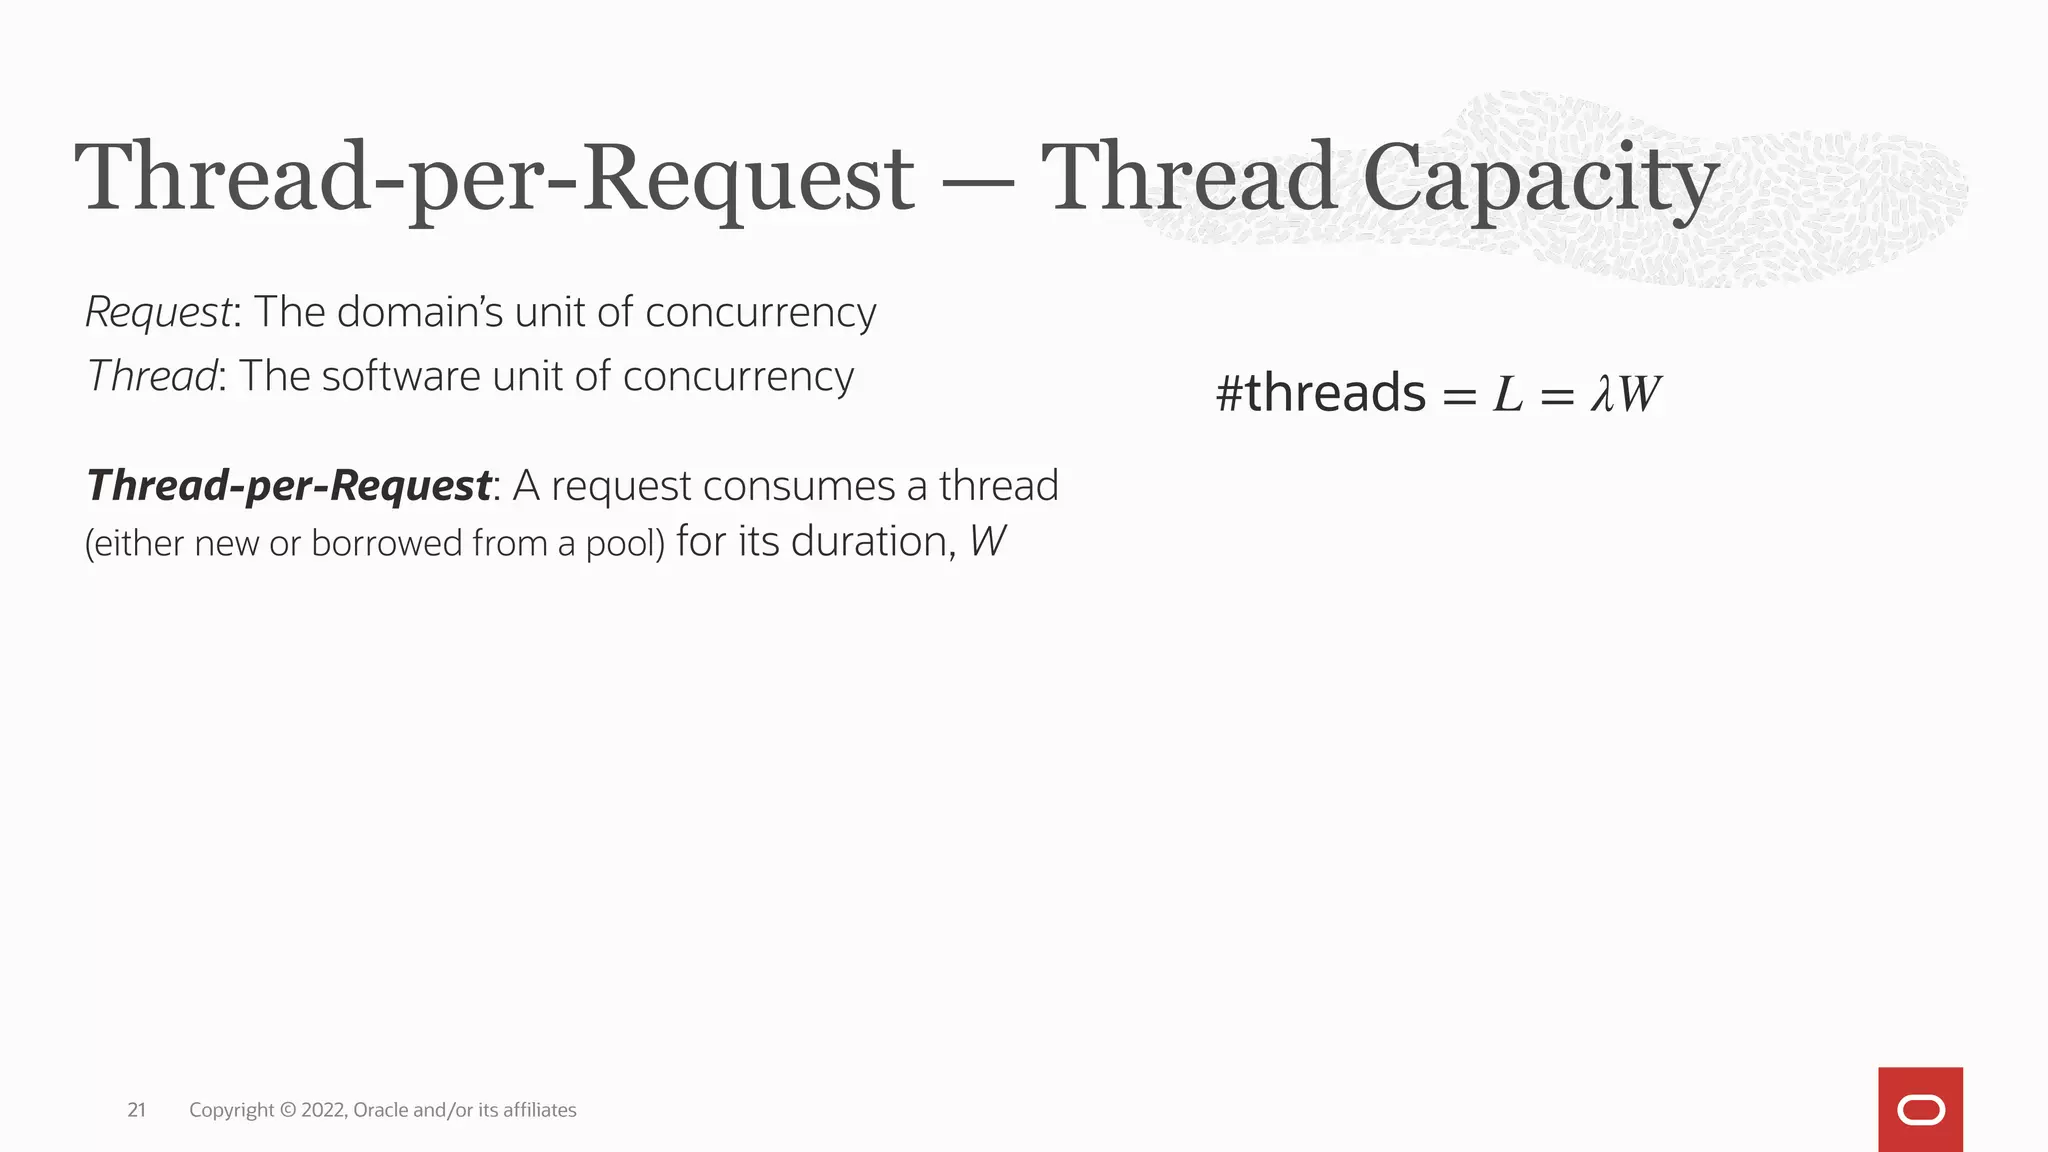 Thread-per-Request — Thread Capacity
Request: The domain’s unit of concurrency
Thread: The software unit of concurrency
#threads = L = λW
Thread-per-Request: A request consumes a thread
(either new or borrowed from a pool) for its duration, W
21 Copyright © 2022, Oracle and/or its affiliates